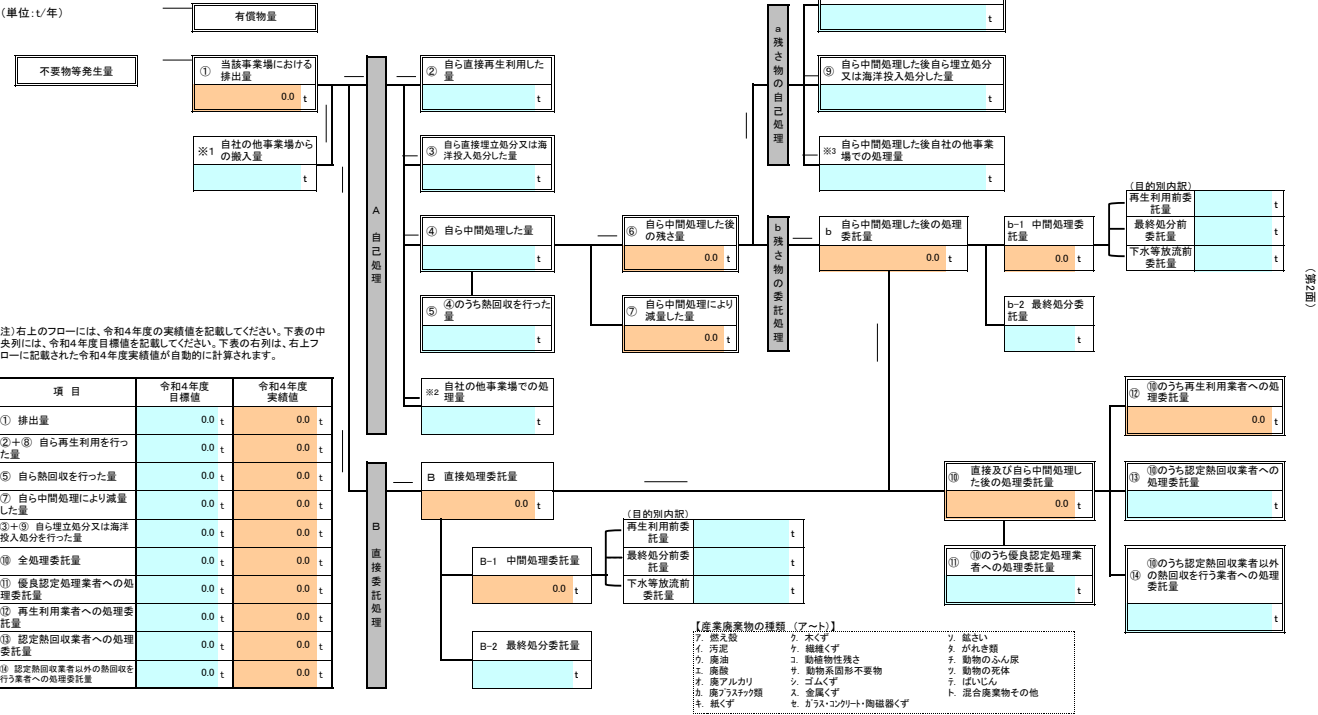 (単位:t/年)
有償物量
不要物等発生量
① 当該事業場における
排出量
0.0 t
※1 自社の他事業場から
の搬入量
t
A 自己処理
② 自ら直接再生利用した
量
t
③ 自ら直接埋立処分又は海
洋投入処分した量
t
④ 自ら中間処理した量
t
⑤ ④のうち熱回収を行った
量
t
※2 自社の他事業場での処
理量
t
⑥ 自ら中間処理した後
の残さ量
0.0 t
⑦ 自ら中間処理により
減量した量
0.0 t
a 残さ物の自己処理
t
⑨ 自ら中間処理した後自ら埋立処分
又は海洋投入処分した量
t
※3 自ら中間処理した後自社の他事業
場での処理量
t
b 残さ物の委託処理
b 自ら中間処理した後の処理
委託量
0.0 t
b-1 中間処理委
託量
0.0 t
(目的別内訳)
再生利用前委
託量
t
最終処分前
委託量
t
下水等放流前
委託量
t
b-2 最終処分委
託量
t
(第2面)
注)右上のフローには、令和4年度の実績値を記載してください。下表の中
央列には、令和4年度目標値を記載してください。下表の右列は、右上フ
ローに記載された令和4年度実績値が自動的に計算されます。
項 目 令和4年度
目標値 令和4年度
実績値
① 排出量 0.0 t 0.0 t
②+⑧ 自ら再生利用を行っ
た量 0.0 t 0.0 t
⑤ 自ら熱回収を行った量 0.0 t 0.0 t
⑦ 自ら中間処理により減量
した量 0.0 t 0.0 t
③+⑨ 自ら埋立処分又は海洋
投入処分を行った量 0.0 t 0.0 t
⑩ 全処理委託量 0.0 t 0.0 t
⑪ 優良認定処理業者への処
理委託量 0.0 t 0.0 t
⑫ 再生利用業者への処理委
託量 0.0 t 0.0 t
⑬ 認定熱回収業者への処理
委託量 0.0 t 0.0 t
⑭ 認定熱回収業者以外の熱回収を
行う業者への処理委託量 0.0 t 0.0 t
B 直接委託処理
B 直接処理委託量
0.0 t
B-1 中間処理委託量
0.0 t
(目的別内訳)
再生利用前委
託量
t
最終処分前委
託量
t
下水等放流前
委託量
t
B-2 最終処分委託量
t
⑩ 直接及び自ら中間処理し
た後の処理委託量
0.0 t
⑪ ⑩のうち優良認定処理業
者への処理委託量
t
⑫ ⑩のうち再生利用業者への処
理委託量
0.0 t
⑬ ⑩のうち認定熱回収業者への
処理委託量
t
⑭ ⑩のうち認定熱回収業者以外
の熱回収を行う業者への処理
委託量
t
【産業廃棄物の種類 (ア~ト)】
ア. 燃え殻 ク. 木くず ソ. 鉱さい
イ. 汚泥 ケ. 繊維くず タ. がれき類
ウ. 廃油 コ. 動植物性残さ チ. 動物のふん尿
エ. 廃酸 サ. 動物系固形不要物 ツ. 動物の死体
オ. 廃アルカリ シ. ゴムくず テ. ばいじん
カ. 廃プラスチック類 ス. 金属くず ト. 混合廃棄物その他
キ. 紙くず セ. ガラス・コンクリート・陶磁器くず